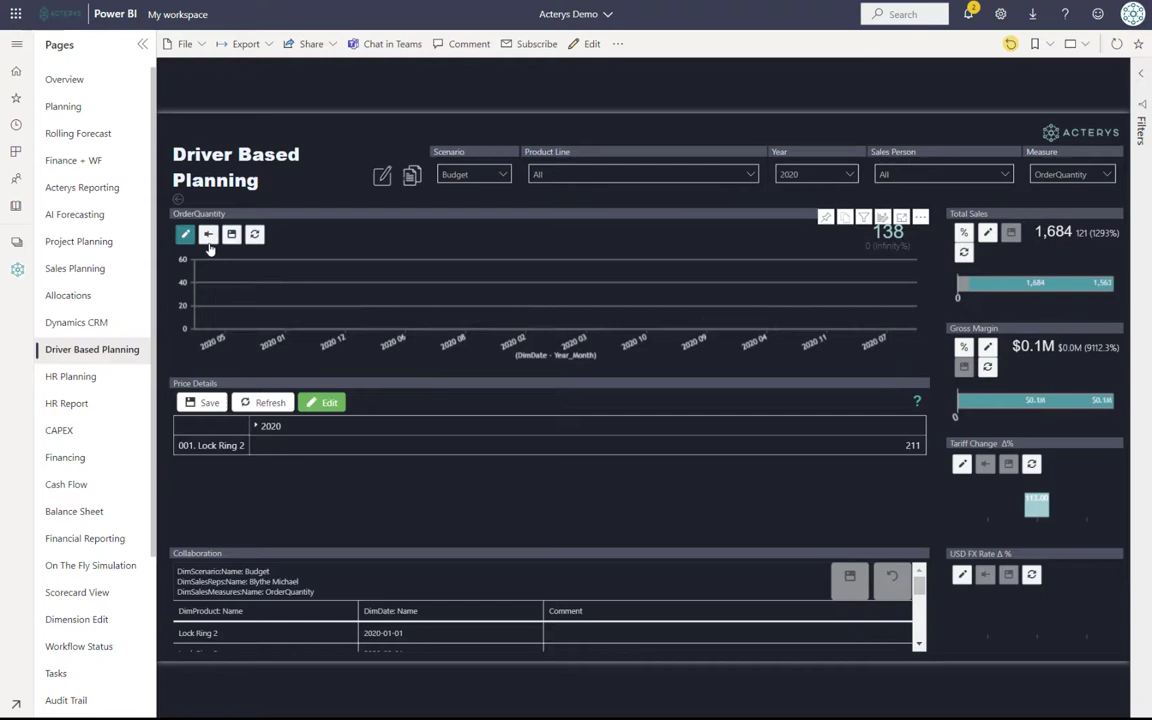 Power BI
My workspace
Acterys Demo
Search
2
Pages
File
Export
Share
Chat in Teams
Comment
Subscribe
Edit
Overview
Planning
Rolling Forecast
Finance + WF
Acterys Reporting
AI Forecasting
Project Planning
Sales Planning
Allocations
Dynamics CRM
Driver Based Planning
HR Planning
HR Report
CAPEX
Financing
Cash Flow
Balance Sheet
Financial Reporting
On The Fly Simulation
Scorecard View
Dimension Edit
Workflow Status
Tasks
Audit Trail
Filters
ACTERYS
Driver Based
Planning
Scenario
Budget
Product Line
All
Year
2020
Sales Person
All
Measure
OrderQuantity
OrderQuantity
138
0 (Infinity%)
60
40
20
0
2020 05
2020 01
2020 12
2020 06
2020 08
2020 02
2020 03
2020 10
2020 09
2020 04
2020 11
2020 07
(DimDate - Year_Month)
Price Details
Save
Refresh
Edit
?
2020
001. Lock Ring 2
211
Collaboration
DimScenario:Name: Budget
DimSalesReps:Name: Blythe Michael
DimSalesMeasures:Name: OrderQuantity
DimProduct: Name
DimDate: Name
Comment
Lock Ring 2
2020-01-01
Total Sales
%
1,684 121 (1293%)
1,684
1,563
0
Gross Margin
%
$0.1M $0.0M (9112.3%)
$0.1M
$0.1M
0
Tariff Change Δ%
113.00
USD FX Rate Δ %